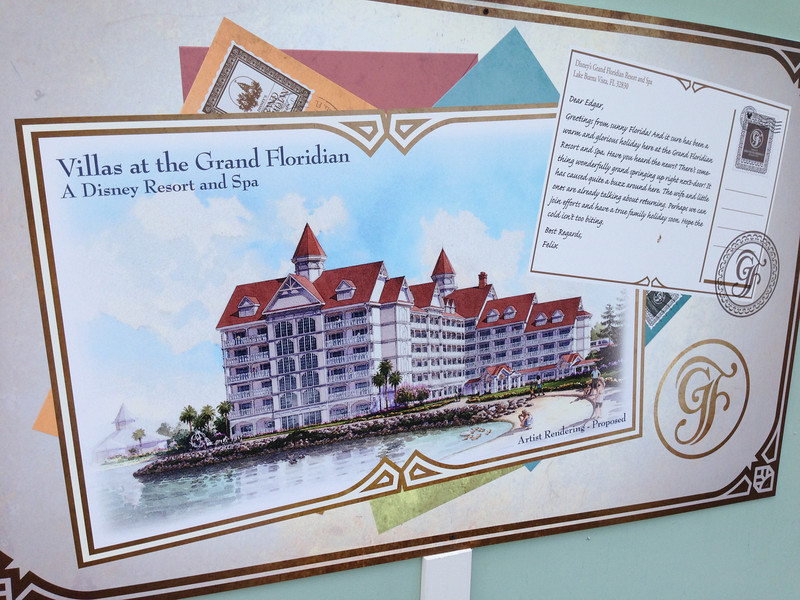 Villas at the Grand Floridian
A Disney Resort and Spa
Artist Rendering - Proposed
Disney's Grand Floridian Resort and Spa
Lake Buena Vista, FL 32830
Dear Edgar,
Greetings from sunny Florida! And it sure has been a
warm and glorious holiday here at the Grand Floridian
Resort and Spa. Have you heard the news? There's some-
thing wonderfully grand springing up right next-door! It
has caused quite a buzz around here. The wife and little
ones are already talking about returning. Perhaps we can
join efforts and have a true family holiday soon. Hope the
cold isn't too biting.
Best Regards,
Felix
GF
GF
GF